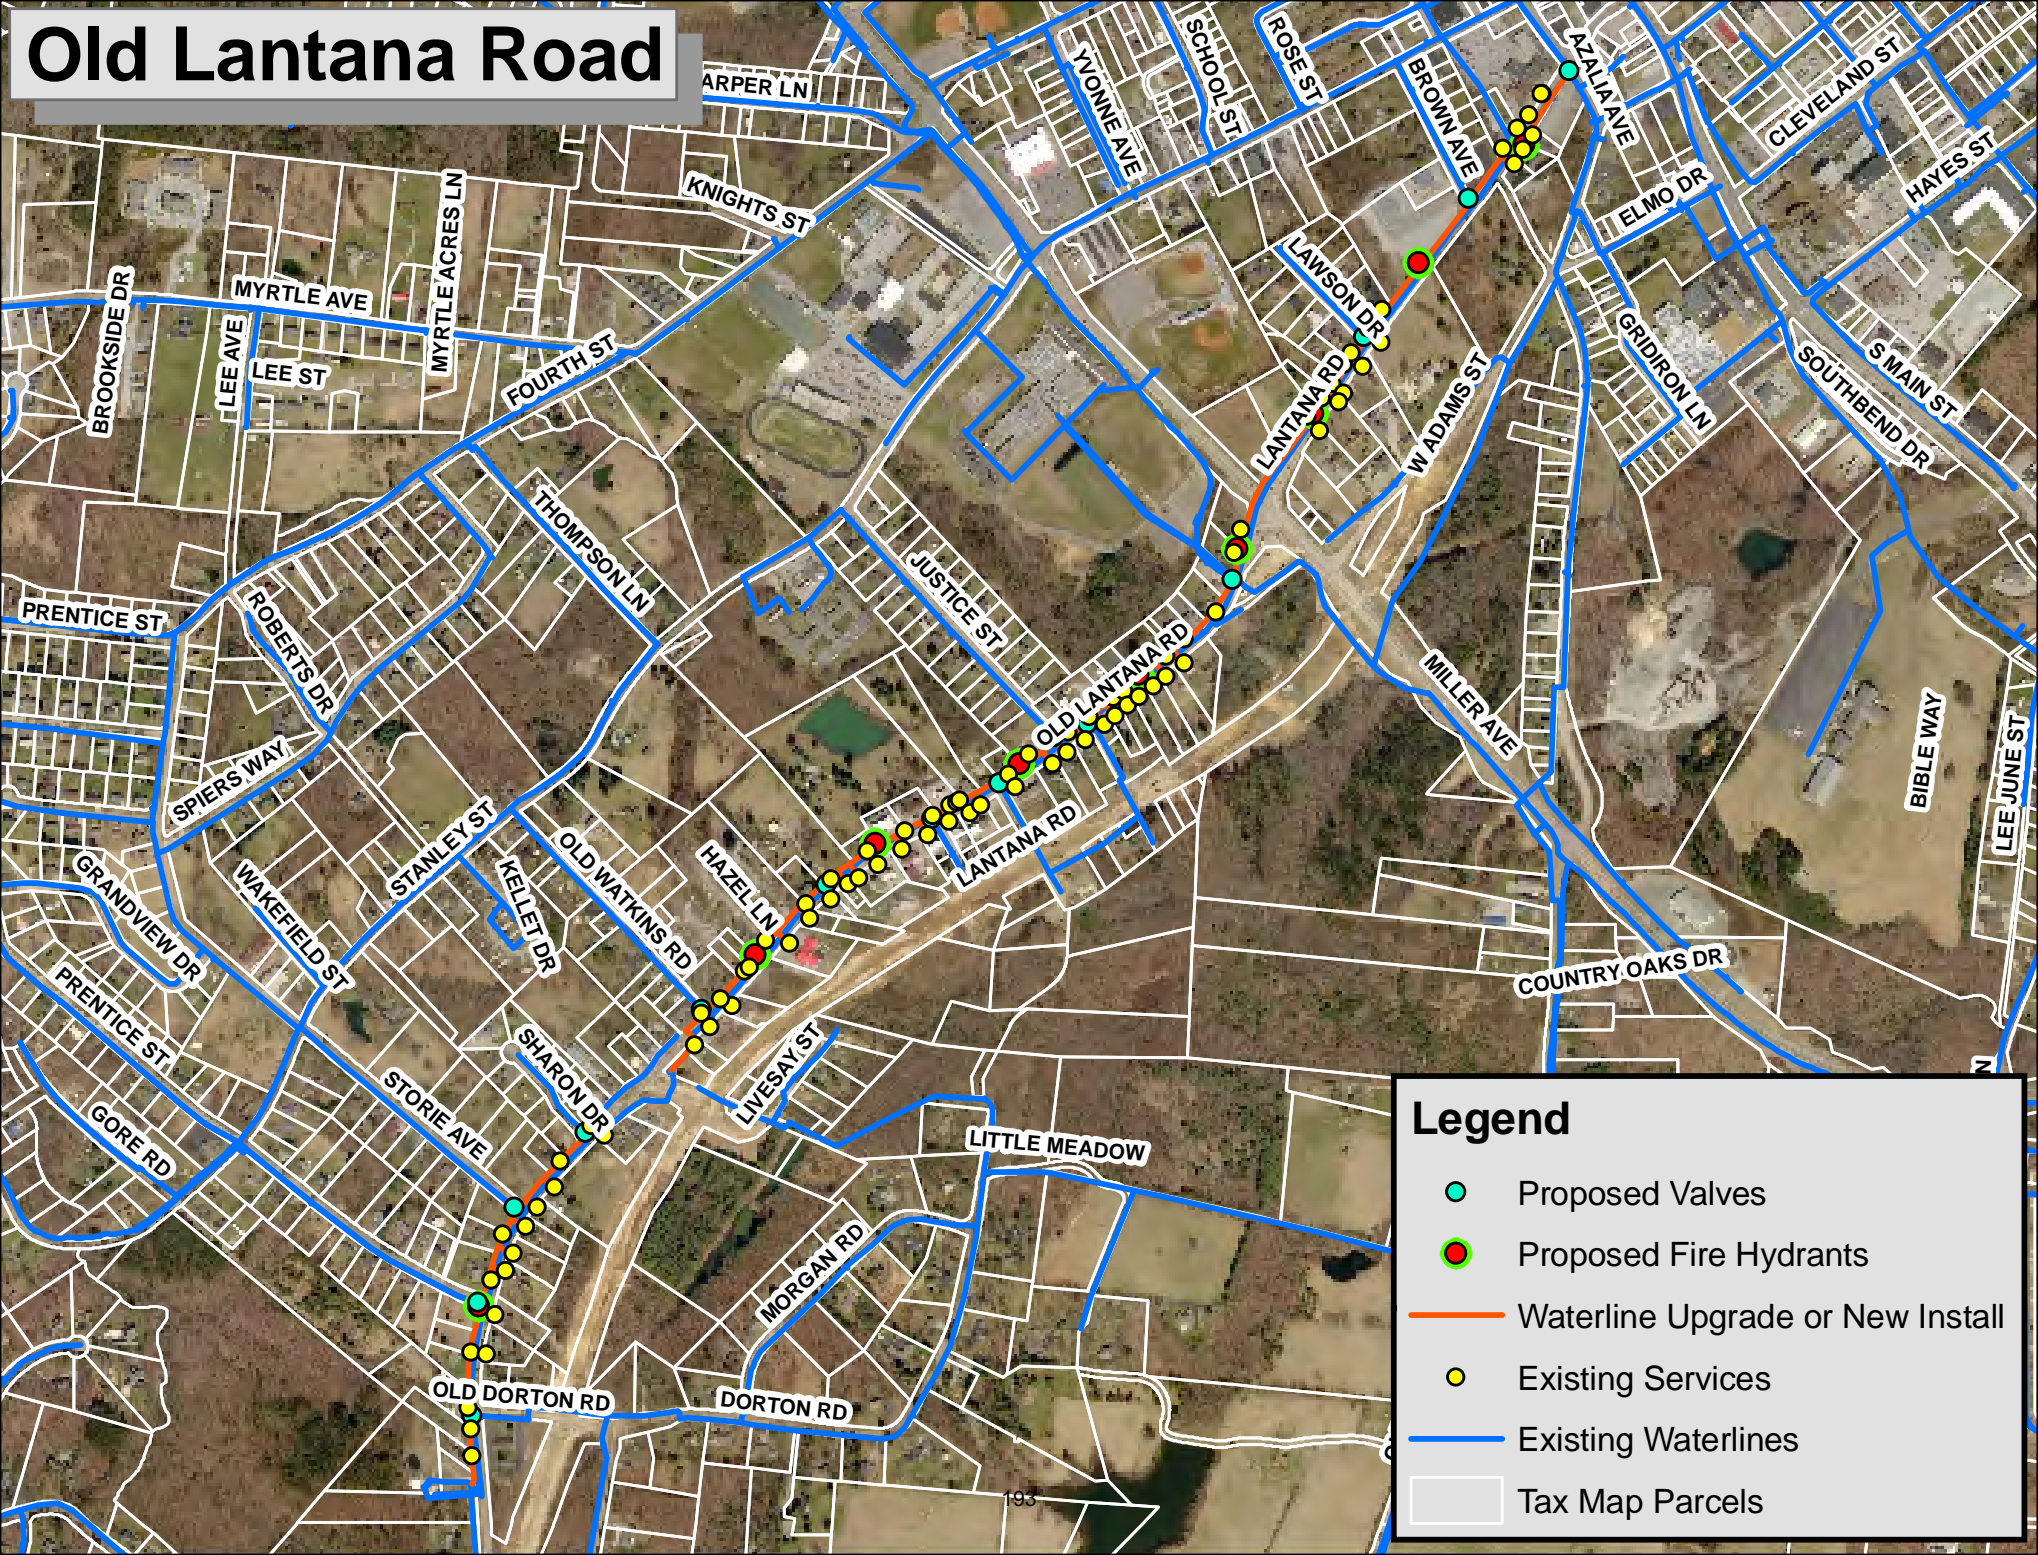 Old Lantana Road
ARPER LN
YVONNE AVE
SCHOOL ST
ROSE ST
BROWN AVE
AZALIA AVE
CLEVELAND ST
HAYES ST
ELMO DR
KNIGHTS ST
MYRTLE ACRES LN
MYRTLE AVE
BROOKSIDE DR
LEE AVE
LEE ST
FOURTH ST
LAWSON DR
LANTANA RD
W ADAMS ST
GRIDIRON LN
S MAIN ST
SOUTHBEND DR
THOMPSON LN
JUSTICE ST
PRENTICE ST
ROBERTS DR
OLD LANTANA RD
MILLER AVE
BIBLE WAY
LEE JUNE ST
SPIERS WAY
STANLEY ST
GRANDVIEW DR
WAKEFIELD ST
KELLET DR
OLD WATKINS RD
HAZEL LN
LANTANA RD
COUNTRY OAKS DR
PRENTICE ST
SHARON DR
LIVESAY ST
STORIE AVE
GORE RD
LITTLE MEADOW
MORGAN RD
OLD DORTON RD
DORTON RD
193
N
Legend
Proposed Valves
Proposed Fire Hydrants
Waterline Upgrade or New Install
Existing Services
Existing Waterlines
Tax Map Parcels